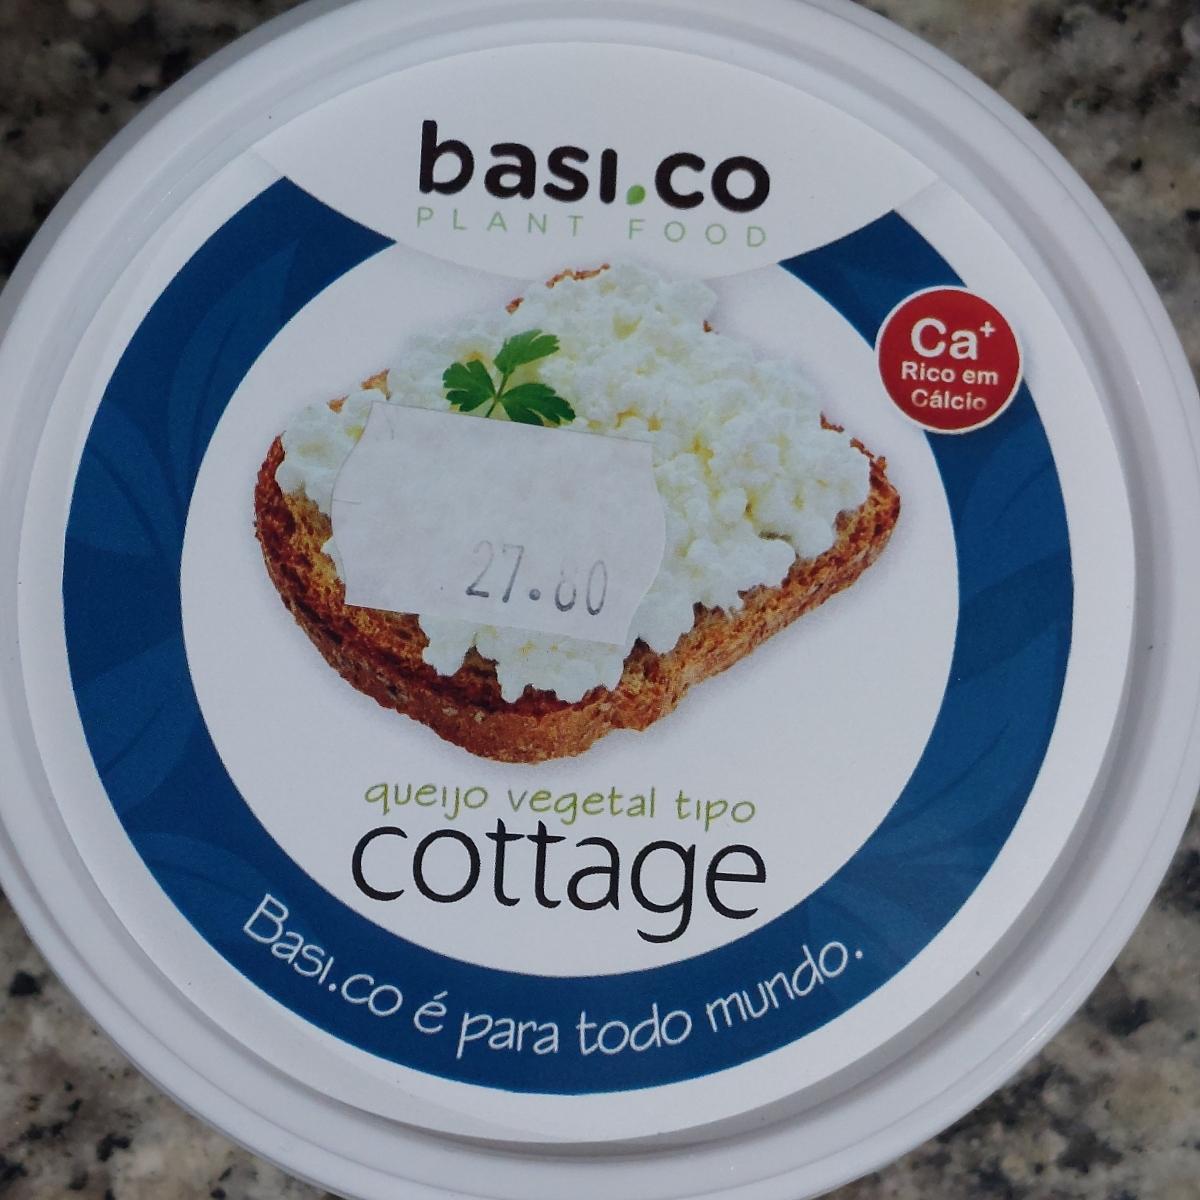 basi.co
PLANT FOOD
Ca+
Rico em
Cálcio
27.80
queijo vegetal tipo
cottage
Basi.co é para todo mundo.